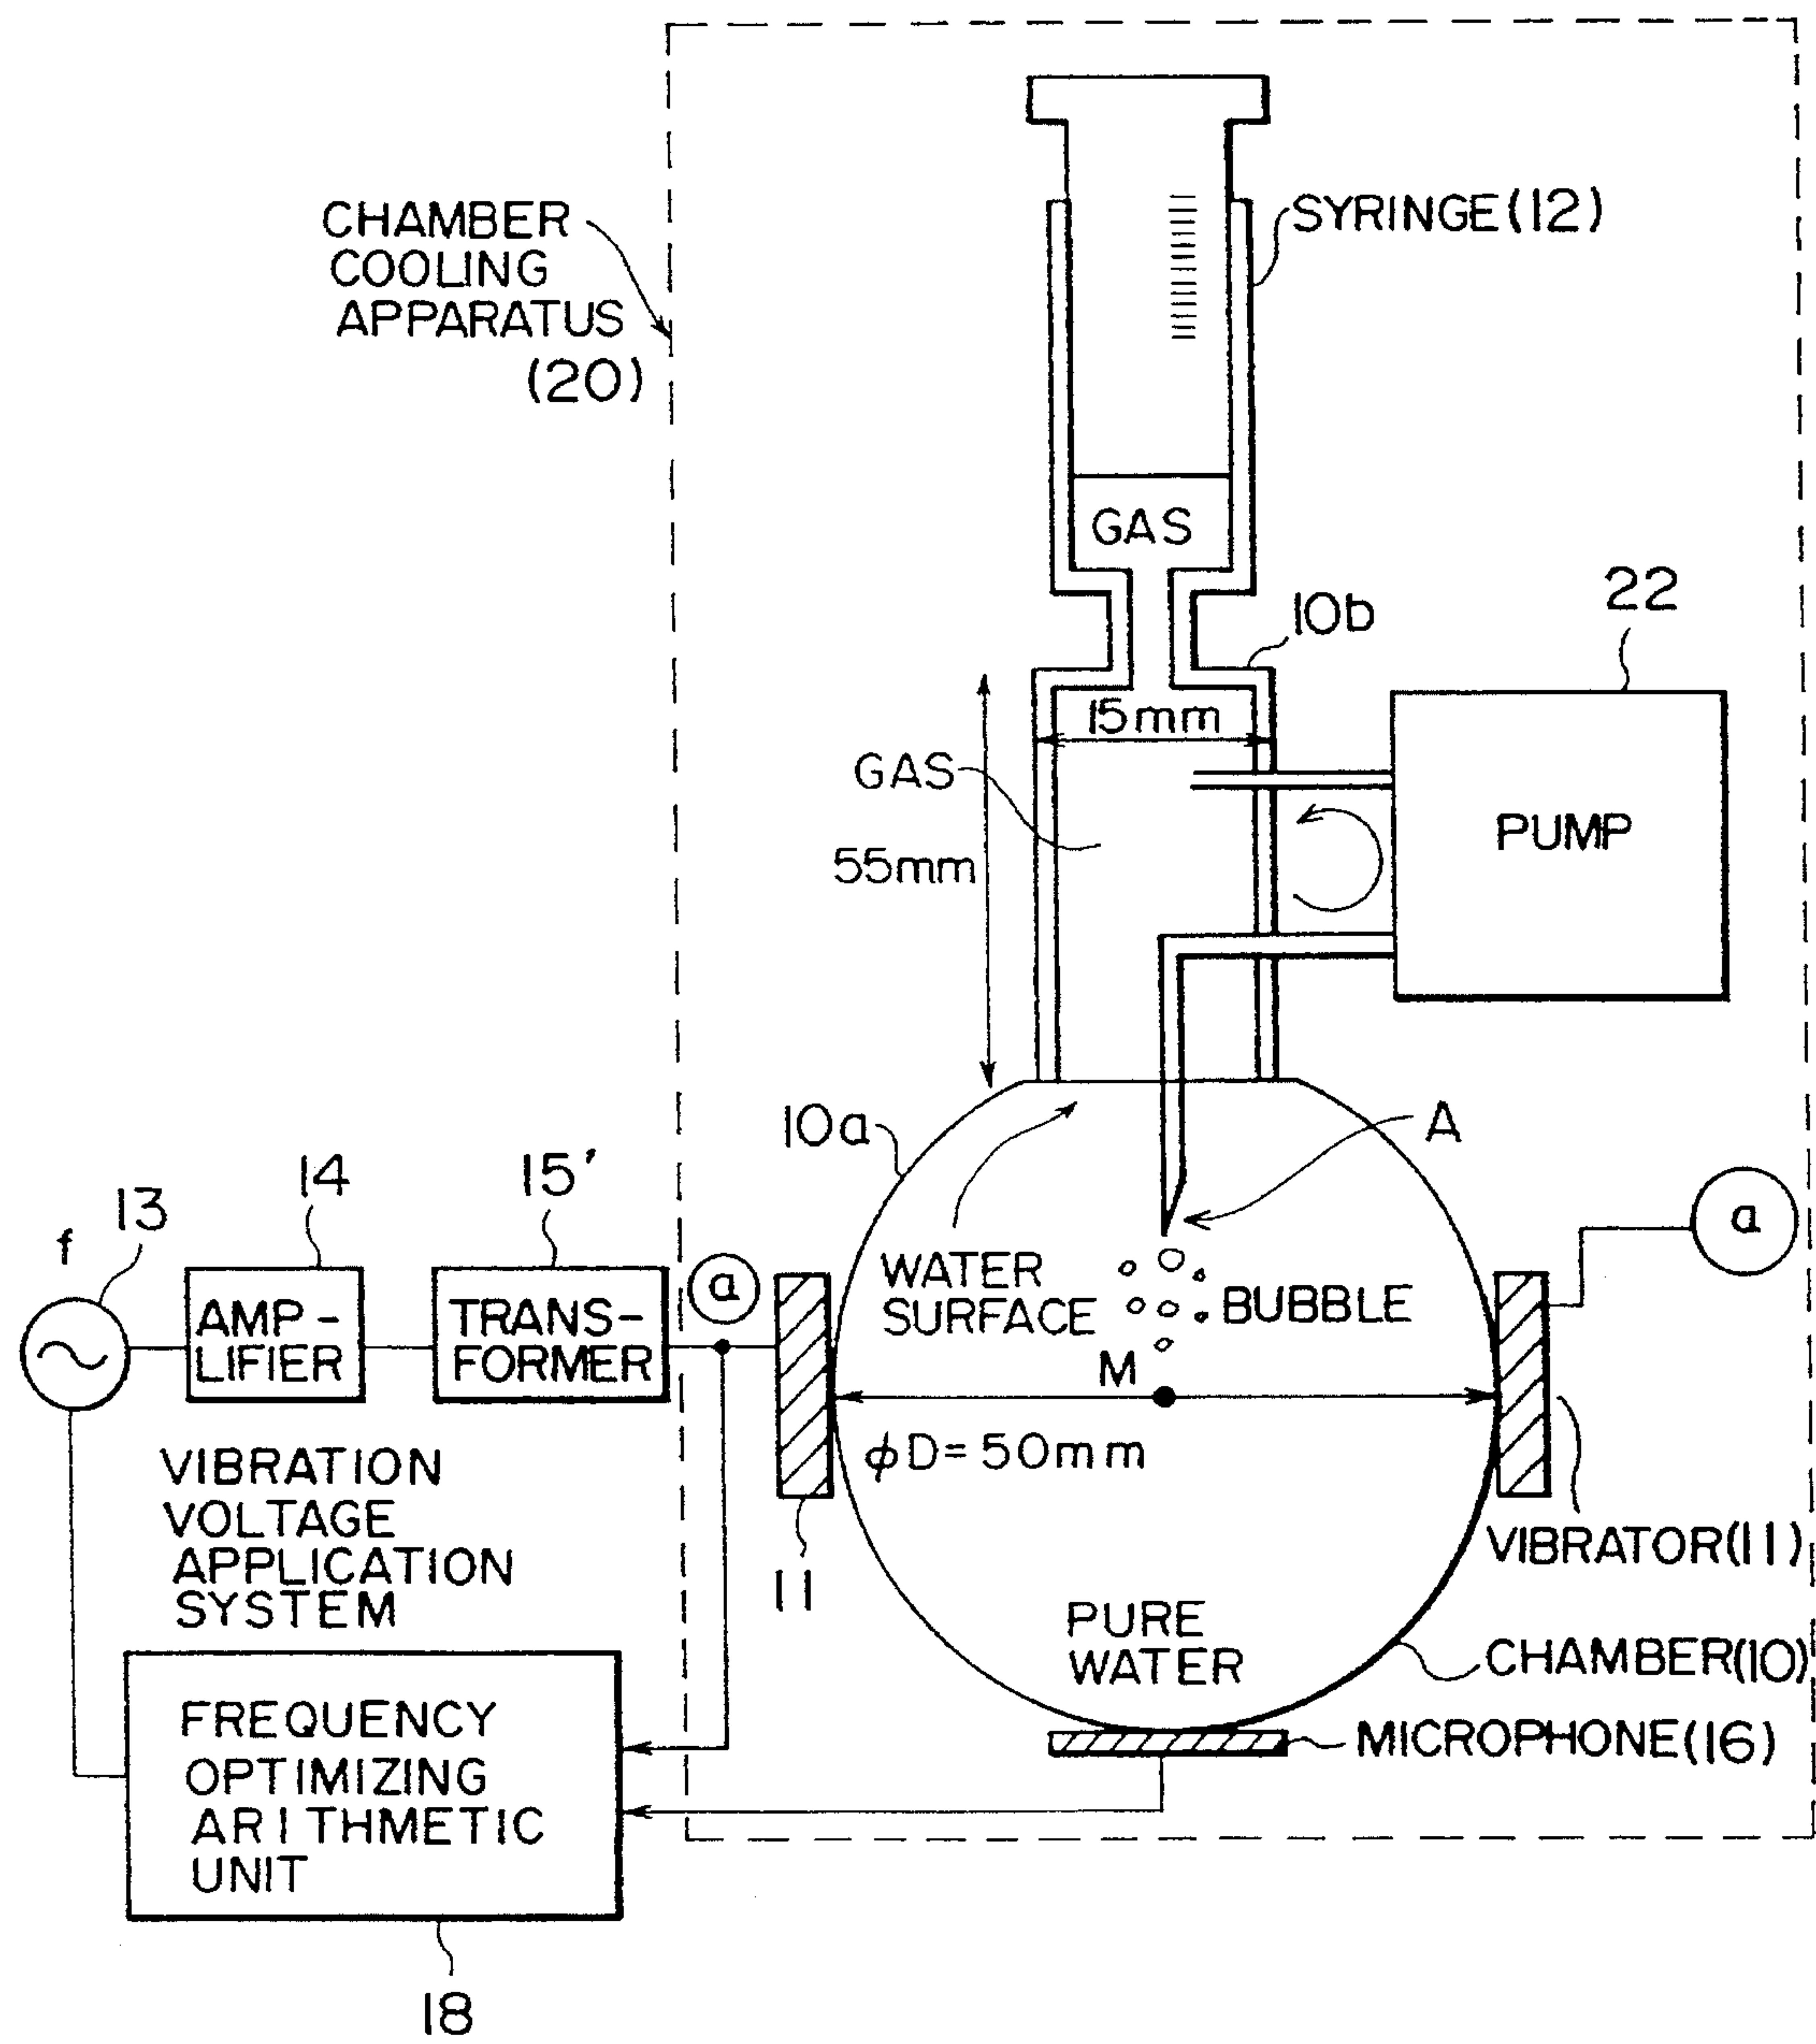 CHAMBER
COOLING
APPARATUS
(20)
SYRINGE(12)
GAS
10b
22
15mm
GAS
55mm
PUMP
10a
A
14
15'
13
f
a
a
AMP-
LIFIER
TRANS-
FORMER
WATER
SURFACE
BUBBLE
M
φD=50mm
VIBRATION
VOLTAGE
APPLICATION
SYSTEM
11
VIBRATOR(11)
PURE
WATER
CHAMBER(10)
MICROPHONE(16)
FREQUENCY
OPTIMIZING
ARITHMETIC
UNIT
18